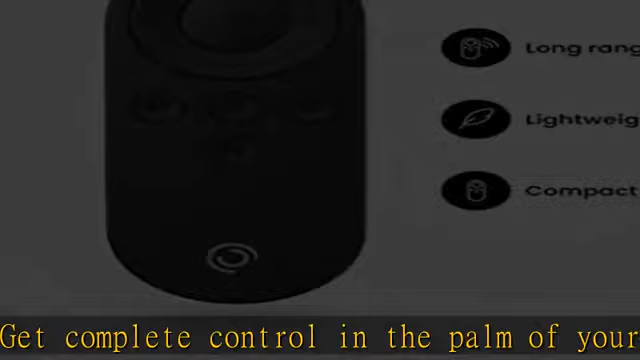 Long rang
Lightweig
Compact
Get complete control in the palm of your